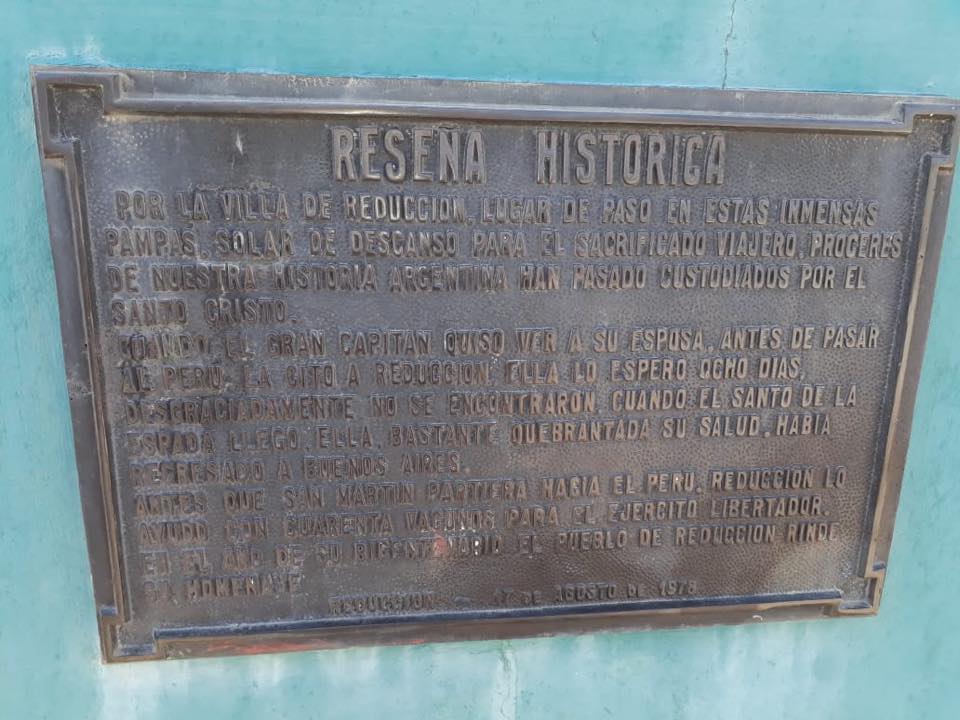 RESEÑA HISTORICA
POR LA VILLA DE REDUCCION, LUGAR DE PASO EN ESTAS INMENSAS
PAMPAS, SOLAR DE DESCANSO PARA EL SACRIFICADO VIAJERO, PROCERES
DE NUESTRA HISTORIA ARGENTINA HAN PASADO CUSTODIADOS POR EL
SANTO CRISTO.
CUANDO EL GRAN CAPITAN QUISO VER A SU ESPOSA, ANTES DE PASAR
AL PERU, LA CITO A REDUCCION, ELLA LO ESPERO OCHO DIAS,
DESGRACIADAMENTE NO SE ENCONTRARON, CUANDO EL SANTO DE LA
ESPADA LLEGO, ELLA, BASTANTE QUEBRANTADA SU SALUD, HABIA
REGRESADO A BUENOS AIRES.
ANTES QUE SAN MARTIN PARTIERA HACIA EL PERU, REDUCCION LO
AYUDO CON CUARENTA VACUNOS PARA EL EJERCITO LIBERTADOR.
EN EL AÑO DE SU BICENTENARIO EL PUEBLO DE REDUCCION RINDE
SU HOMENAJE
REDUCCION - 17 DE AGOSTO DE 1978